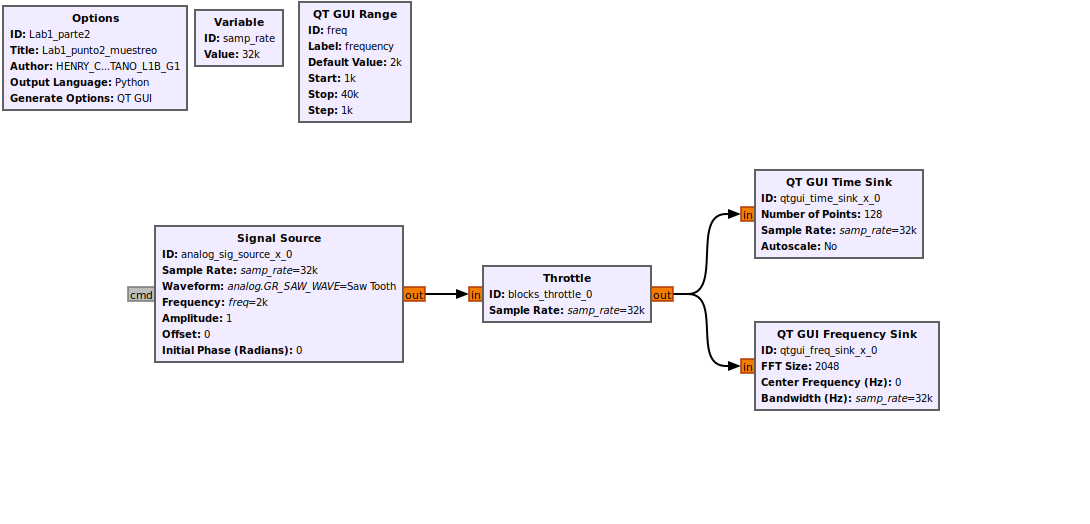 Options
ID: Lab1_parte2
Title: Lab1_punto2_muestreo
Author: HENRY_C...TANO_L1B_G1
Output Language: Python
Generate Options: QT GUI
Variable
ID: samp_rate
Value: 32k
QT GUI Range
ID: freq
Label: frequency
Default Value: 2k
Start: 1k
Stop: 40k
Step: 1k
Signal Source
ID: analog_sig_source_x_0
Sample Rate: samp_rate=32k
Waveform: analog.GR_SAW_WAVE=Saw Tooth
Frequency: freq=2k
Amplitude: 1
Offset: 0
Initial Phase (Radians): 0
cmd
out
Throttle
ID: blocks_throttle_0
Sample Rate: samp_rate=32k
in
out
QT GUI Time Sink
ID: qtgui_time_sink_x_0
Number of Points: 128
Sample Rate: samp_rate=32k
Autoscale: No
in
QT GUI Frequency Sink
ID: qtgui_freq_sink_x_0
FFT Size: 2048
Center Frequency (Hz): 0
Bandwidth (Hz): samp_rate=32k
in